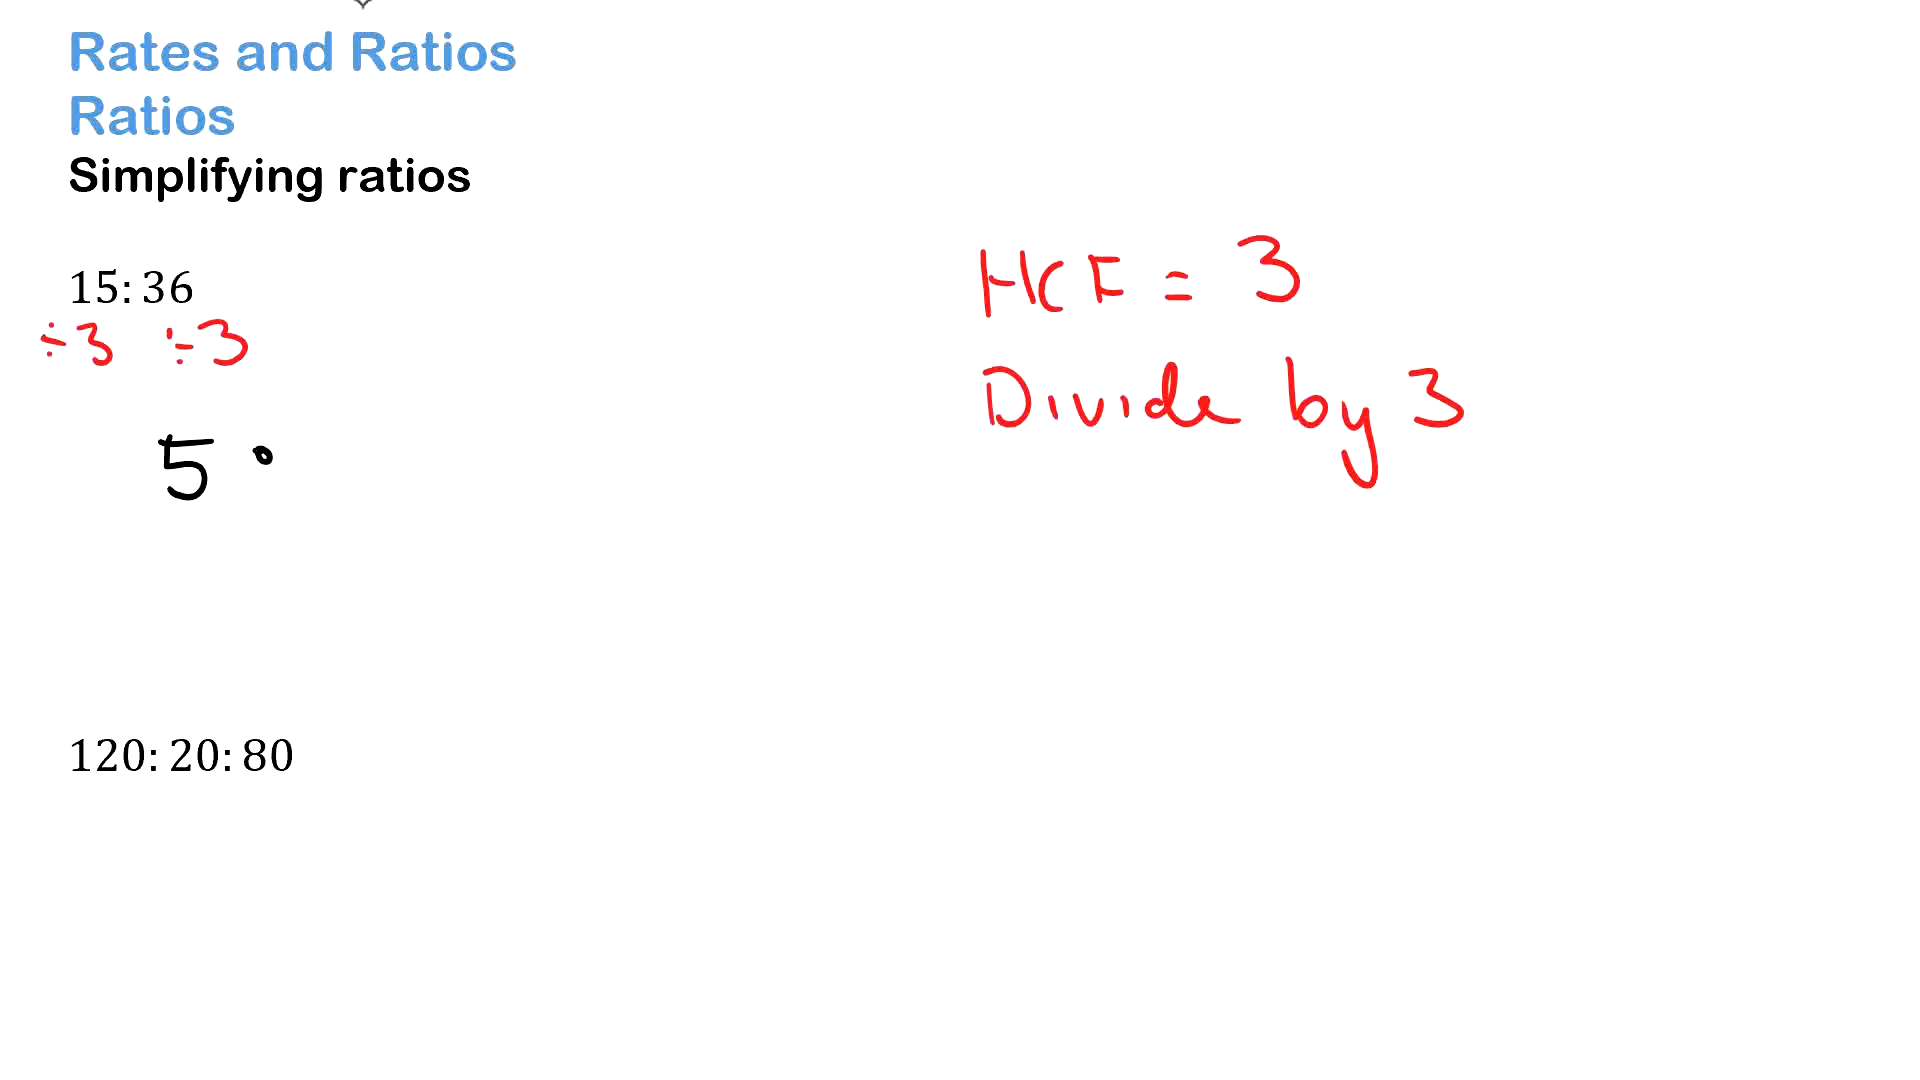 Rates and Ratios
Ratios
Simplifying ratios
15: 36
÷3 ÷3
HCF = 3
Divide by 3
5 ·
120: 20: 80